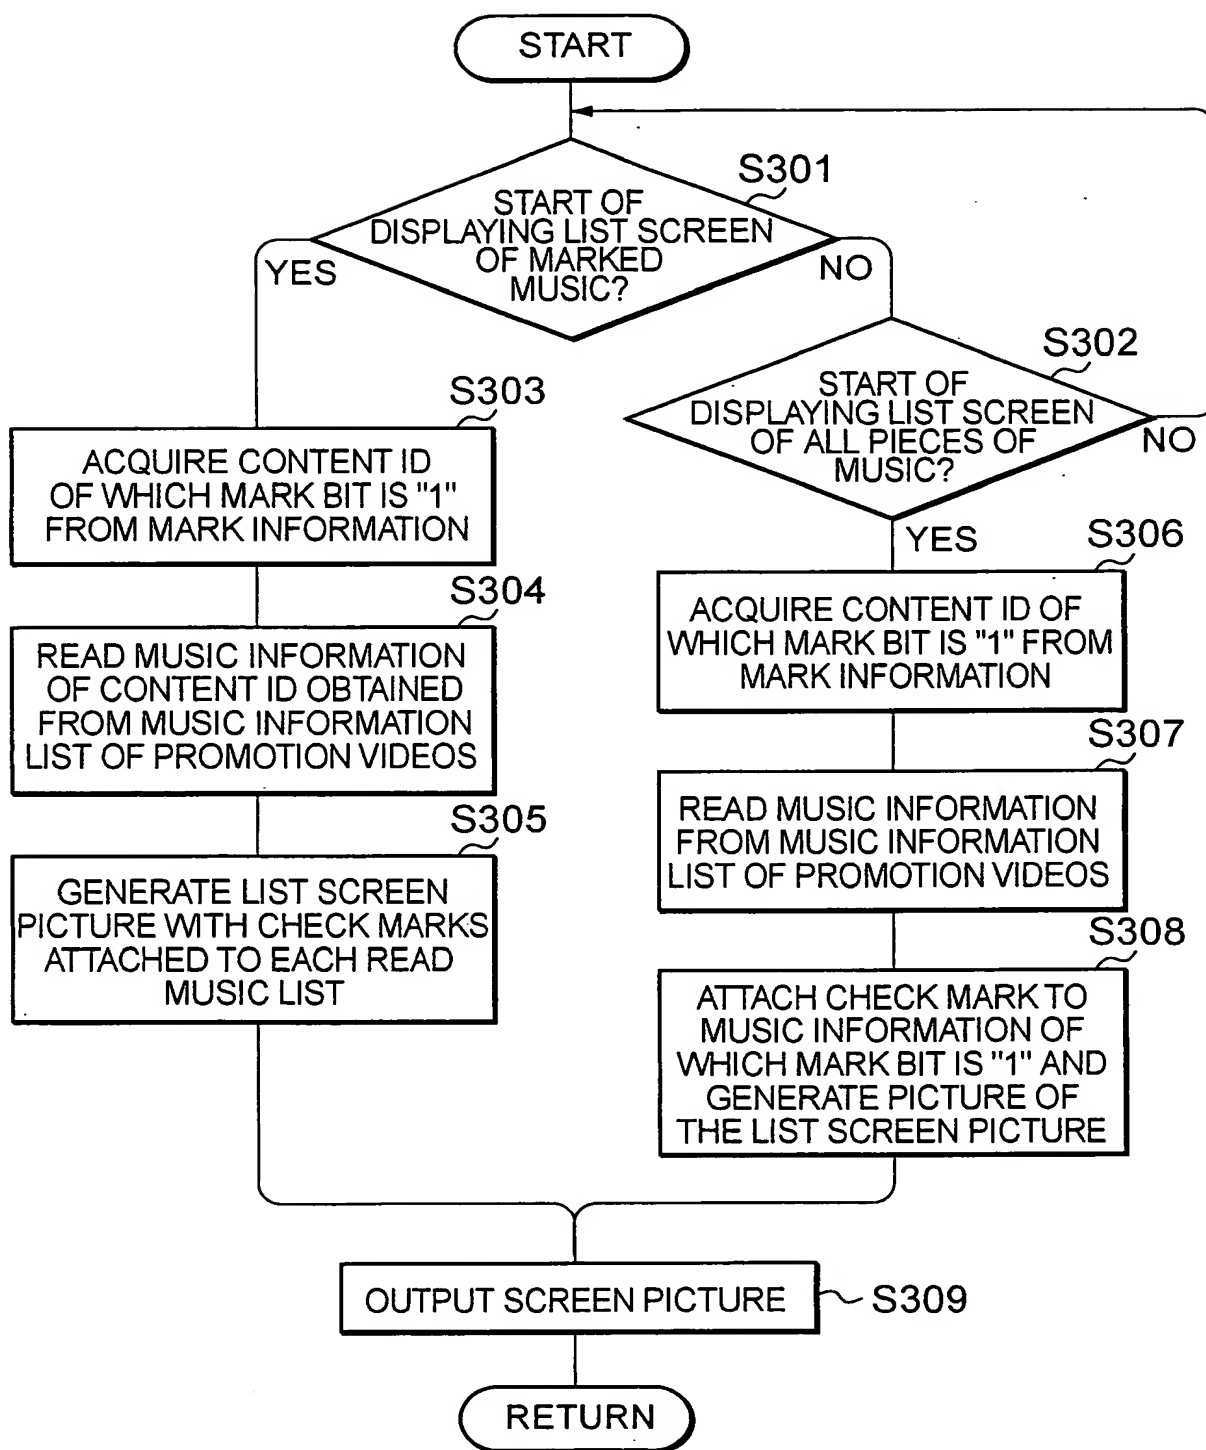 START
S301
START OF
DISPLAYING LIST SCREEN
OF MARKED
MUSIC?
YES
NO
S302
START OF
DISPLAYING LIST SCREEN
OF ALL PIECES OF
MUSIC?
NO
YES
S303
ACQUIRE CONTENT ID
OF WHICH MARK BIT IS "1"
FROM MARK INFORMATION
S304
READ MUSIC INFORMATION
OF CONTENT ID OBTAINED
FROM MUSIC INFORMATION
LIST OF PROMOTION VIDEOS
S305
GENERATE LIST SCREEN
PICTURE WITH CHECK MARKS
ATTACHED TO EACH READ
MUSIC LIST
S306
ACQUIRE CONTENT ID OF
WHICH MARK BIT IS "1" FROM
MARK INFORMATION
S307
READ MUSIC INFORMATION
FROM MUSIC INFORMATION
LIST OF PROMOTION VIDEOS
S308
ATTACH CHECK MARK TO
MUSIC INFORMATION OF
WHICH MARK BIT IS "1" AND
GENERATE PICTURE OF
THE LIST SCREEN PICTURE
OUTPUT SCREEN PICTURE
S309
RETURN